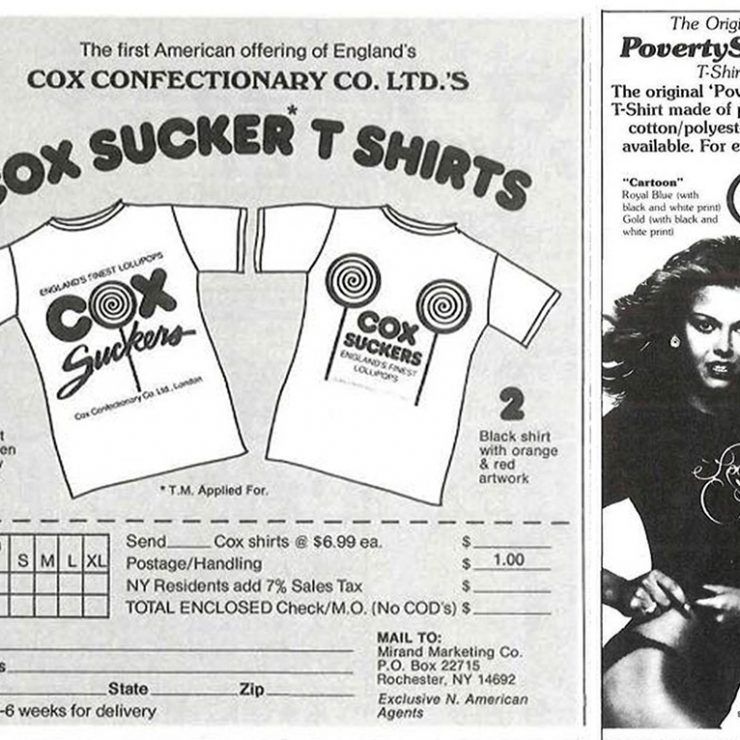 The first American offering of England's
COX CONFECTIONARY CO. LTD.'S
COX SUCKER* T SHIRTS
ENGLAND'S FINEST LOLLIPOPS
COX
Suckers
Cox Confectionary Co. Ltd., London
COX
SUCKERS
ENGLAND'S FINEST
LOLLIPOPS
2
Black shirt
with orange
& red
artwork
* T.M. Applied For.
S M L XL
Send____ Cox shirts @ $6.99 ea. $
Postage/Handling $ 1.00
NY Residents add 7% Sales Tax $
TOTAL ENCLOSED Check/M.O. (No COD's) $
State Zip
-6 weeks for delivery
MAIL TO:
Mirand Marketing Co.
P.O. Box 22715
Rochester, NY 14692
Exclusive N. American
Agents
The Origi
PovertyS
T-Shir
The original 'Pov
T-Shirt made of p
cotton/polyest
available. For e
"Cartoon"
Royal Blue (with
black and white print)
Gold (with black and
white print)